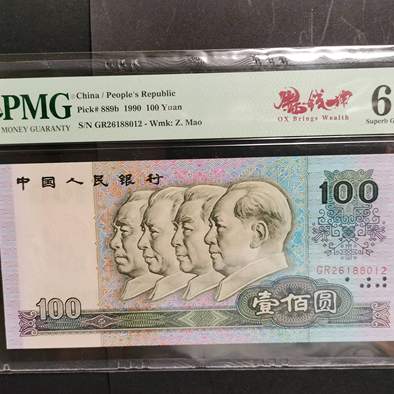 PMG
MONEY GUARANTY
China / People's Republic
Pick# 889b 1990 100 Yuan
S/N GR26188012 - Wmk: Z. Mao
OX Brings Wealth
6
Superb G
中国人民银行
100
GR26188012
100
壹佰圆